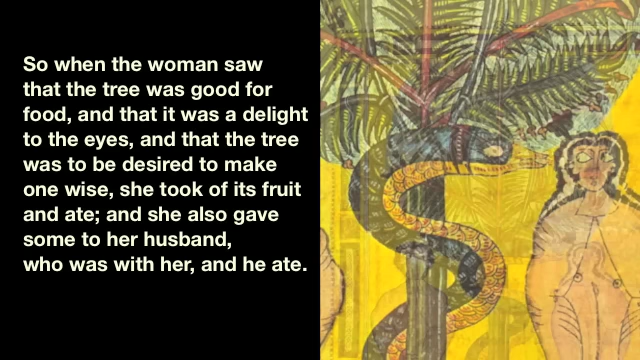 So when the woman saw
that the tree was good for
food, and that it was a delight
to the eyes, and that the tree
was to be desired to make
one wise, she took of its fruit
and ate; and she also gave
some to her husband,
who was with her, and he ate.